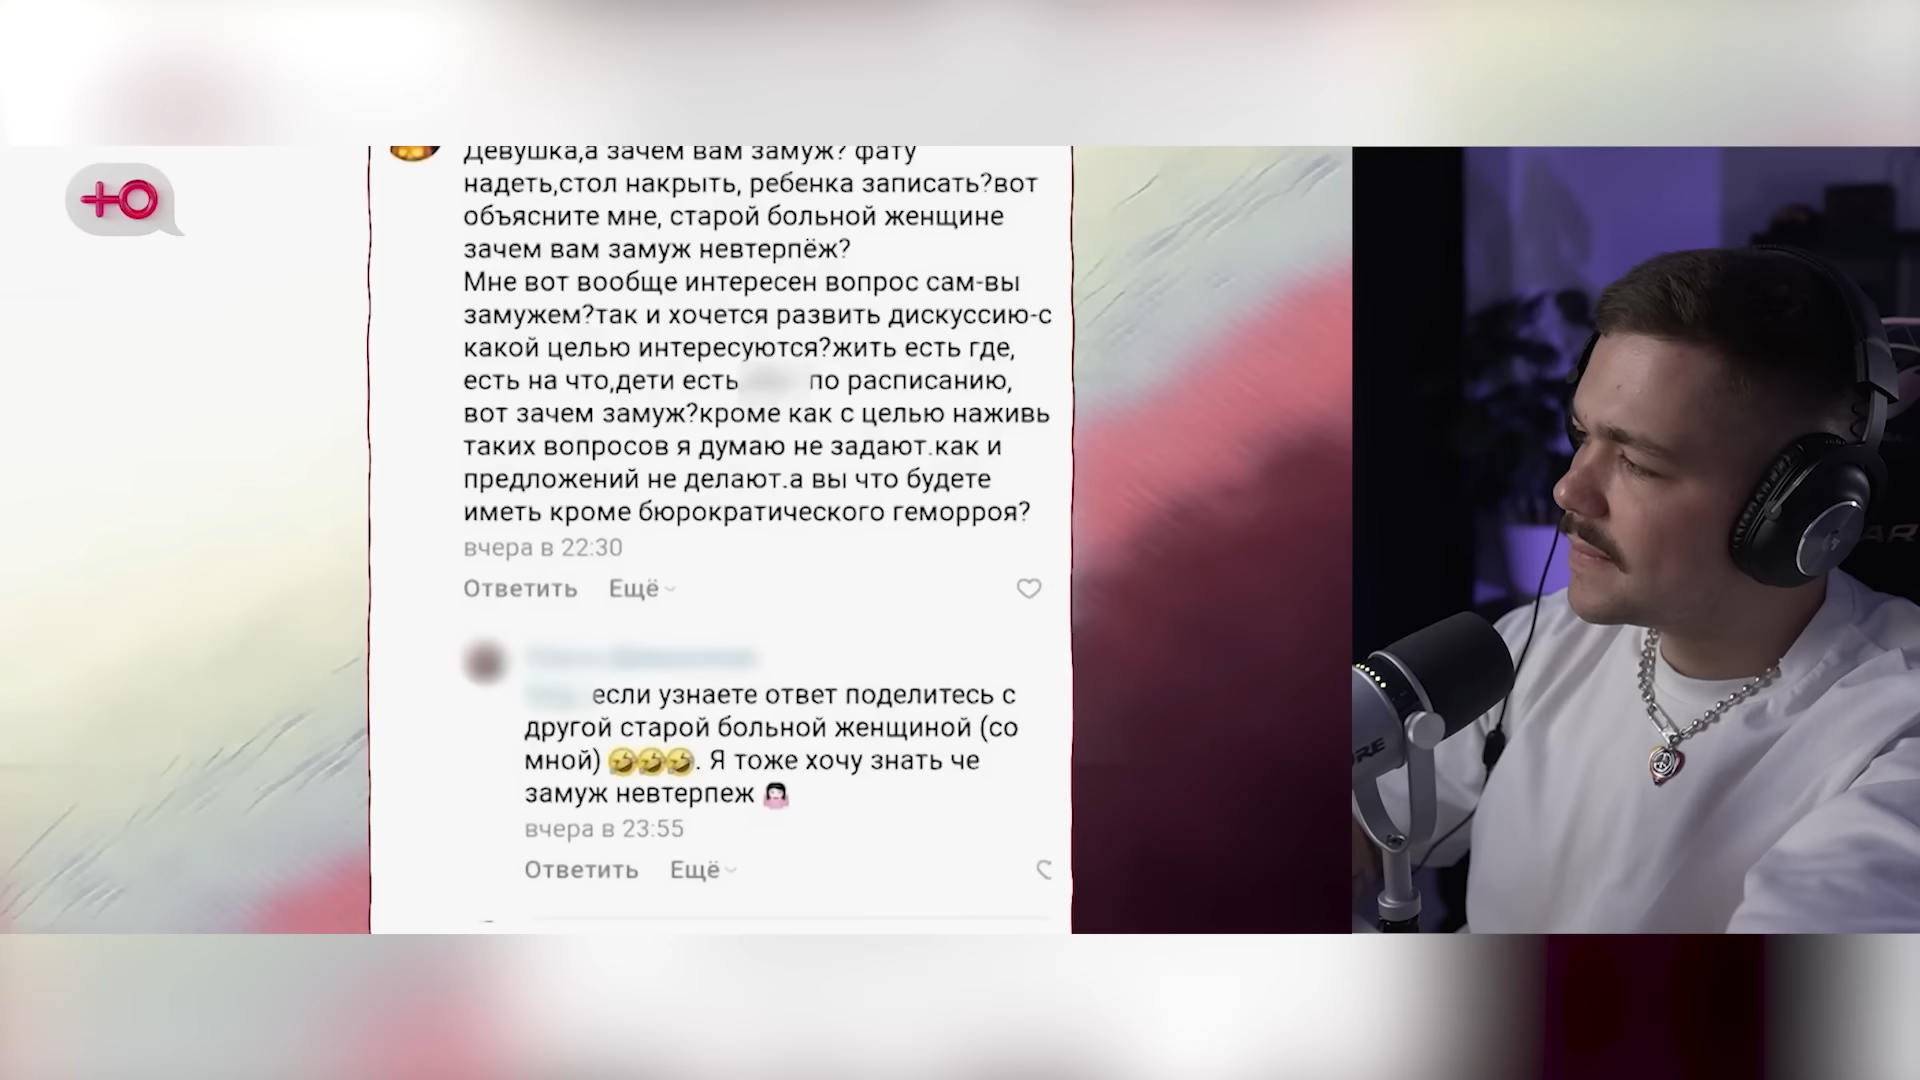 Ю
Девушка,а зачем вам замуж? фату
надеть,стол накрыть, ребенка записать?вот
объясните мне, старой больной женщине
зачем вам замуж невтерпёж?
Мне вот вообще интересен вопрос сам-вы
замужем?так и хочется развить дискуссию-с
какой целью интересуются?жить есть где,
есть на что,дети есть по расписанию,
вот зачем замуж?кроме как с целью наживь
таких вопросов я думаю не задают.как и
предложений не делают.а вы что будете
иметь кроме бюрократического геморроя?
вчера в 22:30
Ответить Ещё
если узнаете ответ поделитесь с
другой старой больной женщиной (со
мной) 🤣🤣🤣. Я тоже хочу знать че
замуж невтерпеж 🤷🏻‍♀️
вчера в 23:55
Ответить Ещё